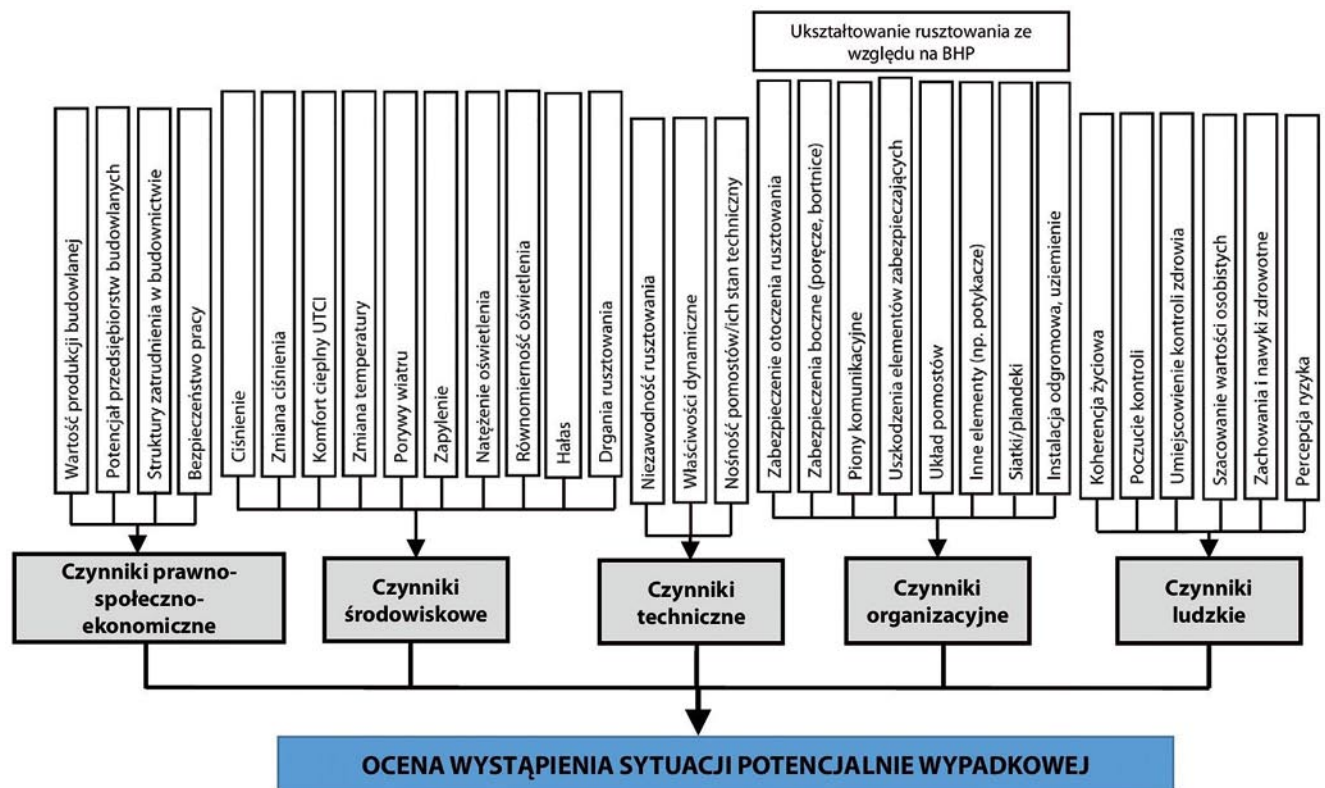 Ukształtowanie rusztowania ze
względu na BHP
Wartość produkcji budowlanej
Potencjał przedsiębiorstw budowlanych
Struktury zatrudnienia w budownictwie
Bezpieczeństwo pracy
Ciśnienie
Zmiana ciśnienia
Komfort cieplny UTCI
Zmiana temperatury
Porywy wiatru
Zapylenie
Natężenie oświetlenia
Równomierność oświetlenia
Hałas
Drgania rusztowania
Niezawodność rusztowania
Właściwości dynamiczne
Nośność pomostów/ich stan techniczny
Zabezpieczenie otoczenia rusztowania
Zabezpieczenia boczne (poręcze, bortnice)
Piony komunikacyjne
Uszkodzenia elementów zabezpieczających
Układ pomostów
Inne elementy (np. potykacze)
Siatki/plandeki
Instalacja odgromowa, uziemienie
Koherencja życiowa
Poczucie kontroli
Umiejscowienie kontroli zdrowia
Szacowanie wartości osobistych
Zachowania i nawyki zdrowotne
Percepcja ryzyka
Czynniki prawno-
społeczno-
ekonomiczne
Czynniki
środowiskowe
Czynniki
techniczne
Czynniki
organizacyjne
Czynniki
ludzkie
OCENA WYSTĄPIENIA SYTUACJI POTENCJALNIE WYPADKOWEJ